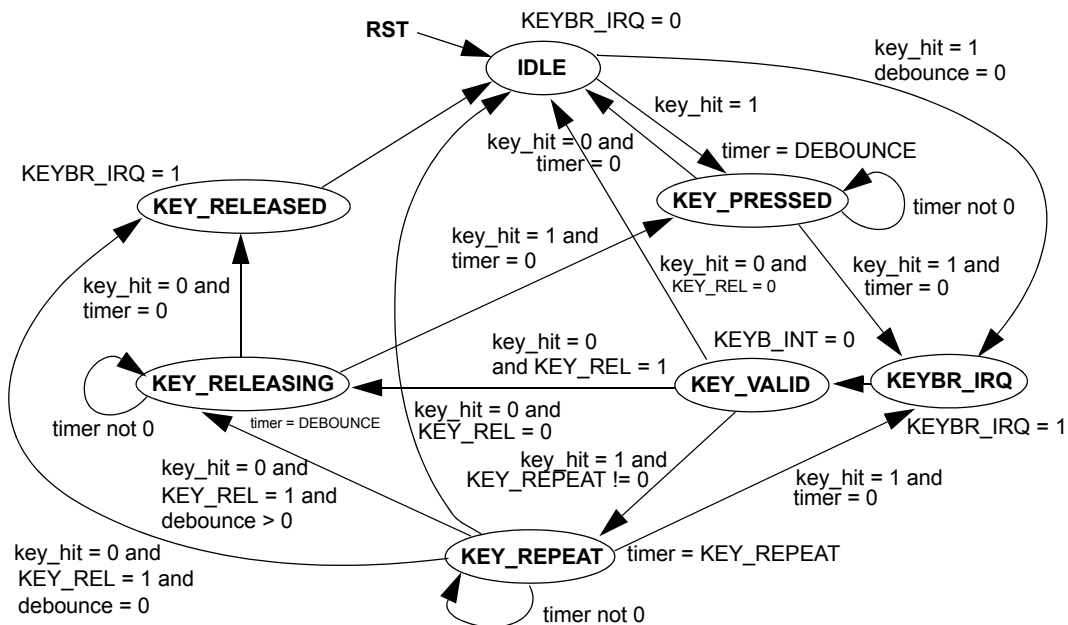 KEYBR_IRQ = 0
RST
IDLE
key_hit = 1
debounce = 0
key_hit = 1
key_hit = 0 and
timer = 0
timer = DEBOUNCE
KEYBR_IRQ = 1
KEY_RELEASED
KEY_PRESSED
timer not 0
key_hit = 1 and
timer = 0
key_hit = 0 and
KEY_REL = 0
key_hit = 1 and
timer = 0
key_hit = 0 and
timer = 0
key_hit = 0
and KEY_REL = 1
KEYB_INT = 0
KEY_RELEASING
KEY_VALID
KEYBR_IRQ
timer not 0
timer = DEBOUNCE
key_hit = 0 and
KEY_REL = 0
KEYBR_IRQ = 1
key_hit = 0 and
KEY_REL = 1 and
debounce > 0
key_hit = 1 and
KEY_REPEAT != 0
key_hit = 1 and
timer = 0
key_hit = 0 and
KEY_REL = 1 and
debounce = 0
KEY_REPEAT
timer = KEY_REPEAT
timer not 0